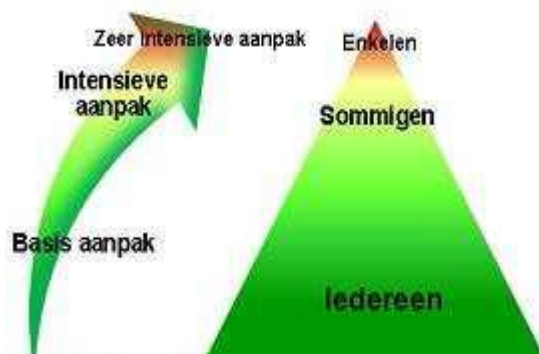 Zeer Intensieve aanpak
Enkelen
Intensieve
aanpak
Sommigen
Basis aanpak
Iedereen